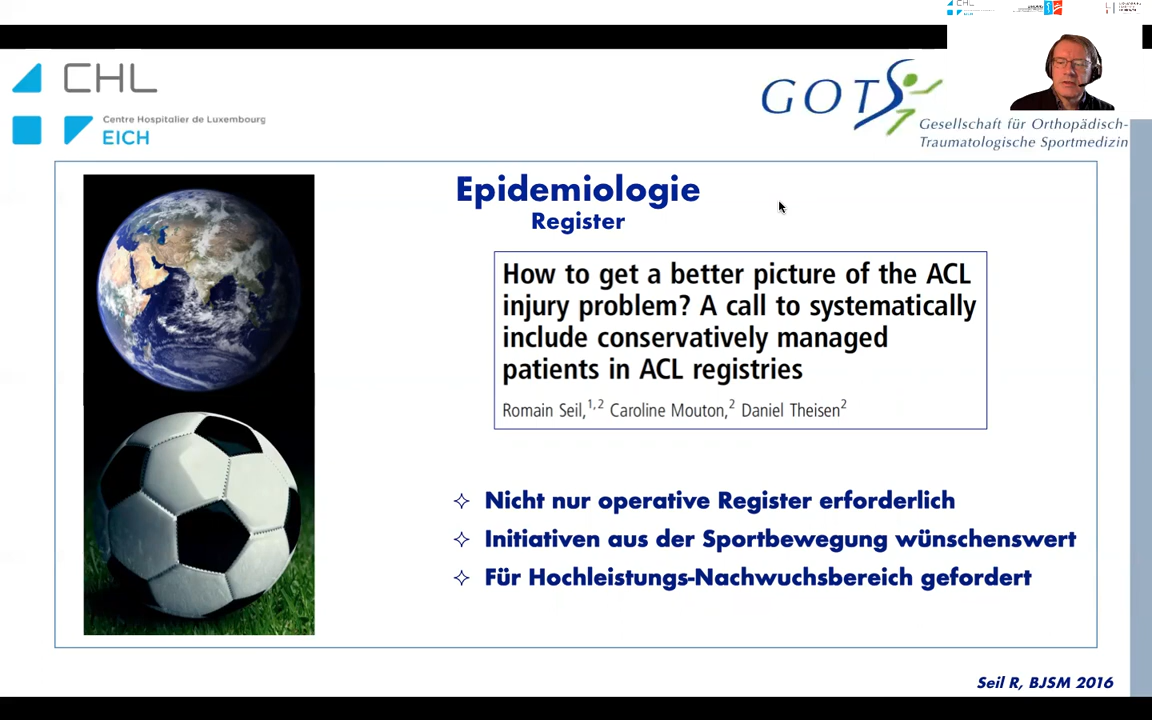 CHL
Centre Hospitalier de Luxembourg
EICH
GOTS
Gesellschaft für Orthopädisch-
Traumatologische Sportmedizin
Epidemiologie
Register
How to get a better picture of the ACL
injury problem? A call to systematically
include conservatively managed
patients in ACL registries
Romain Seil,1,2 Caroline Mouton,2 Daniel Theisen2
✧ Nicht nur operative Register erforderlich
✧ Initiativen aus der Sportbewegung wünschenswert
✧ Für Hochleistungs-Nachwuchsbereich gefordert
Seil R, BJSM 2016